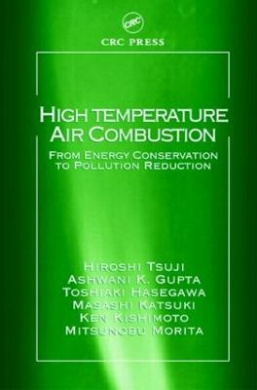 CRC
CRC PRESS
HIGH TEMPERATURE
AIR COMBUSTION
FROM ENERGY CONSERVATION
TO POLLUTION REDUCTION
HIROSHI TSUJI
ASHWANI K. GUPTA
TOSHIAKI HASEGAWA
MASASHI KATSUKI
KEN KISHIMOTO
MITSUNOBU MORITA